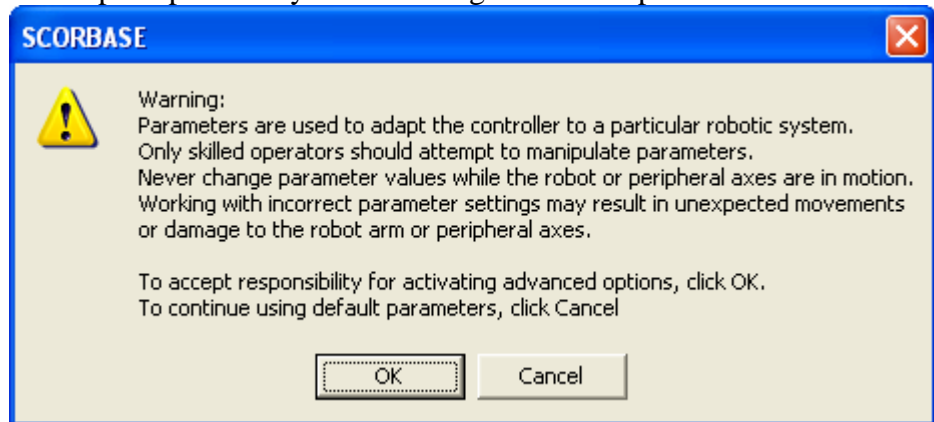 SCORBASE
Warning:
Parameters are used to adapt the controller to a particular robotic system.
Only skilled operators should attempt to manipulate parameters.
Never change parameter values while the robot or peripheral axes are in motion.
Working with incorrect parameter settings may result in unexpected movements
or damage to the robot arm or peripheral axes.
To accept responsibility for activating advanced options, click OK.
To continue using default parameters, click Cancel
OK
Cancel